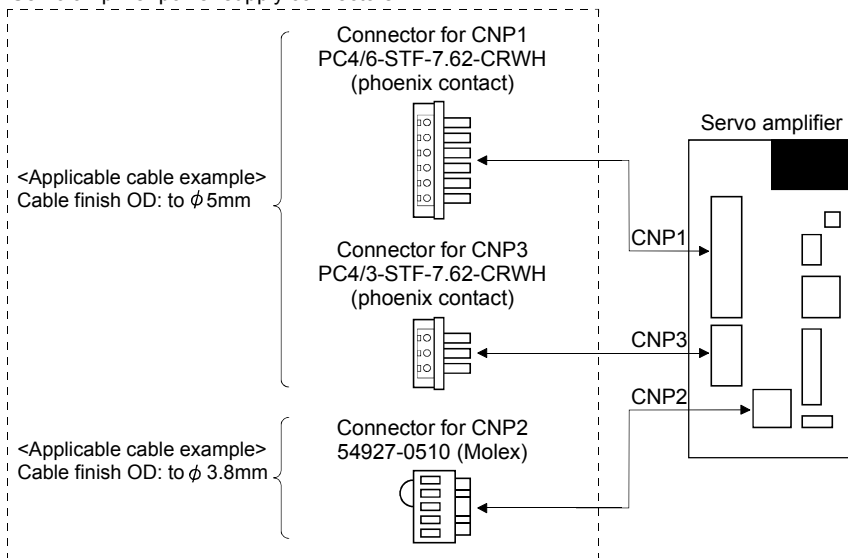 Connector for CNP1
PC4/6-STF-7.62-CRWH
(phoenix contact)
Servo amplifier
<Applicable cable example>
Cable finish OD: to ϕ5mm
CNP1
Connector for CNP3
PC4/3-STF-7.62-CRWH
(phoenix contact)
CNP3
CNP2
<Applicable cable example>
Cable finish OD: to ϕ 3.8mm
Connector for CNP2
54927-0510 (Molex)